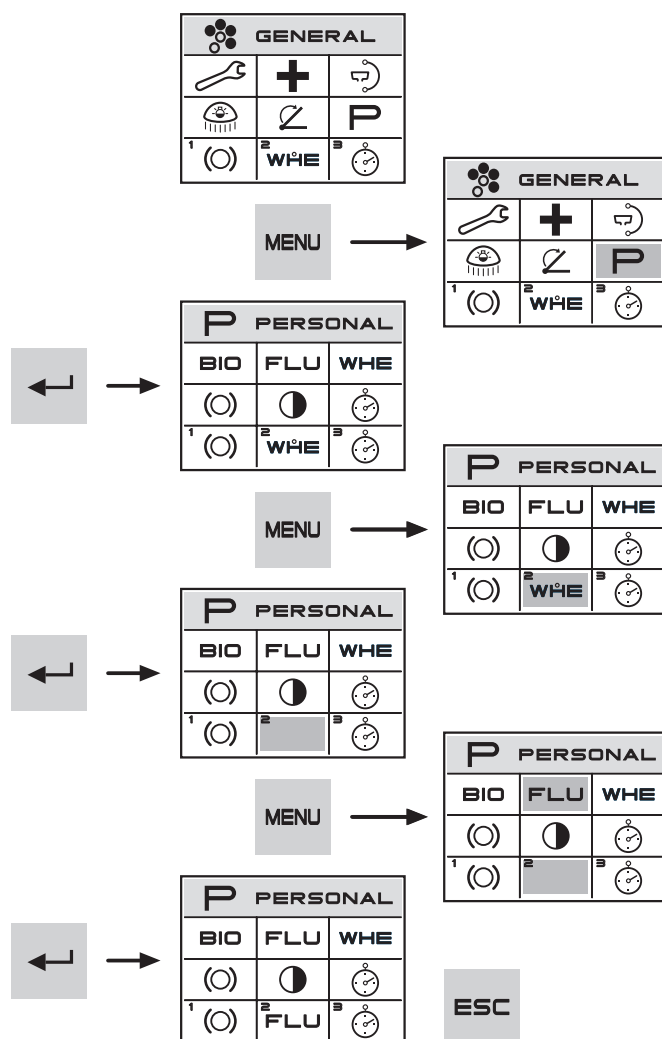 GENERAL
P
1 2 WHE 3
GENERAL
MENU
P
1 2 WHE 3
P PERSONAL
BIO FLU WHE
1 2 WHE 3
P PERSONAL
MENU
BIO FLU WHE
1 2 WHE 3
P PERSONAL
BIO FLU WHE
1 2 3
P PERSONAL
MENU
BIO FLU WHE
1 2 3
P PERSONAL
BIO FLU WHE
1 2 FLU 3
ESC